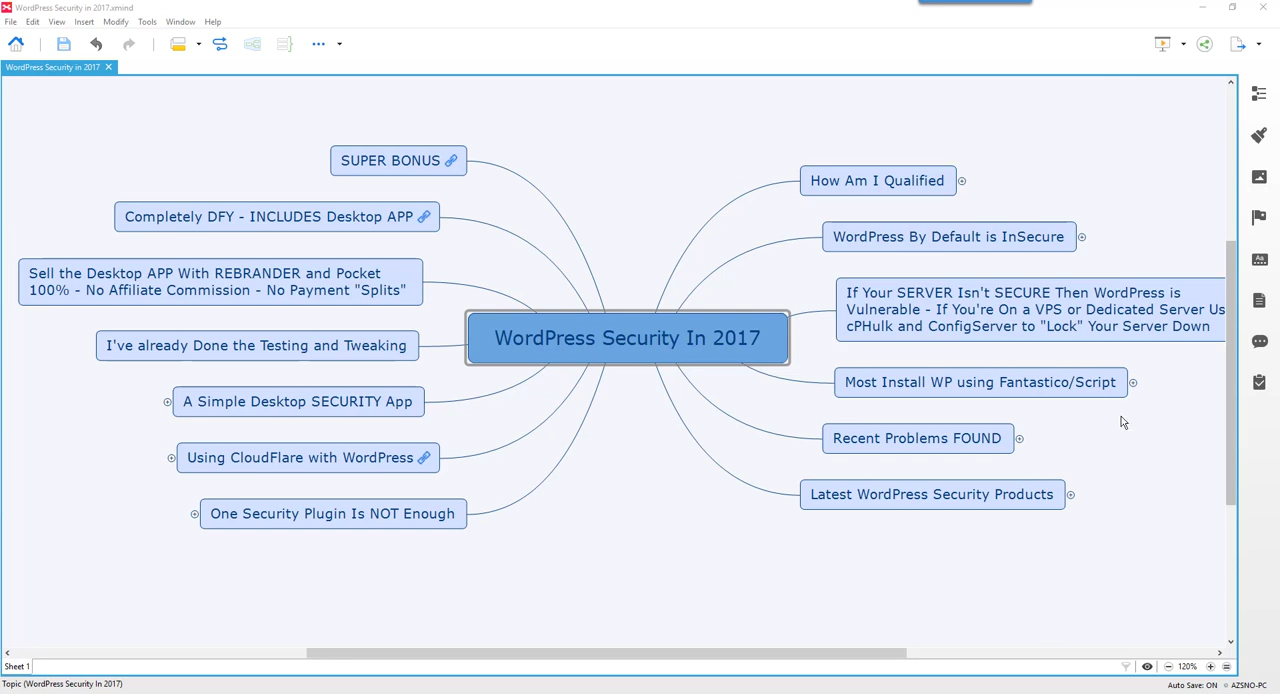 WordPress Security in 2017.xmind
File Edit View Insert Modify Tools Window Help
WordPress Security in 2017
SUPER BONUS
Completely DFY - INCLUDES Desktop APP
Sell the Desktop APP With REBRANDER and Pocket
100% - No Affiliate Commission - No Payment "Splits"
I've already Done the Testing and Tweaking
A Simple Desktop SECURITY App
Using CloudFlare with WordPress
One Security Plugin Is NOT Enough
WordPress Security In 2017
How Am I Qualified
WordPress By Default is InSecure
If Your SERVER Isn't SECURE Then WordPress is
Vulnerable - If You're On a VPS or Dedicated Server Us
cPHulk and ConfigServer to "Lock" Your Server Down
Most Install WP using Fantastico/Script
Recent Problems FOUND
Latest WordPress Security Products
Sheet 1
120%
Topic (WordPress Security In 2017)
Auto Save: ON
AZSNO-PC